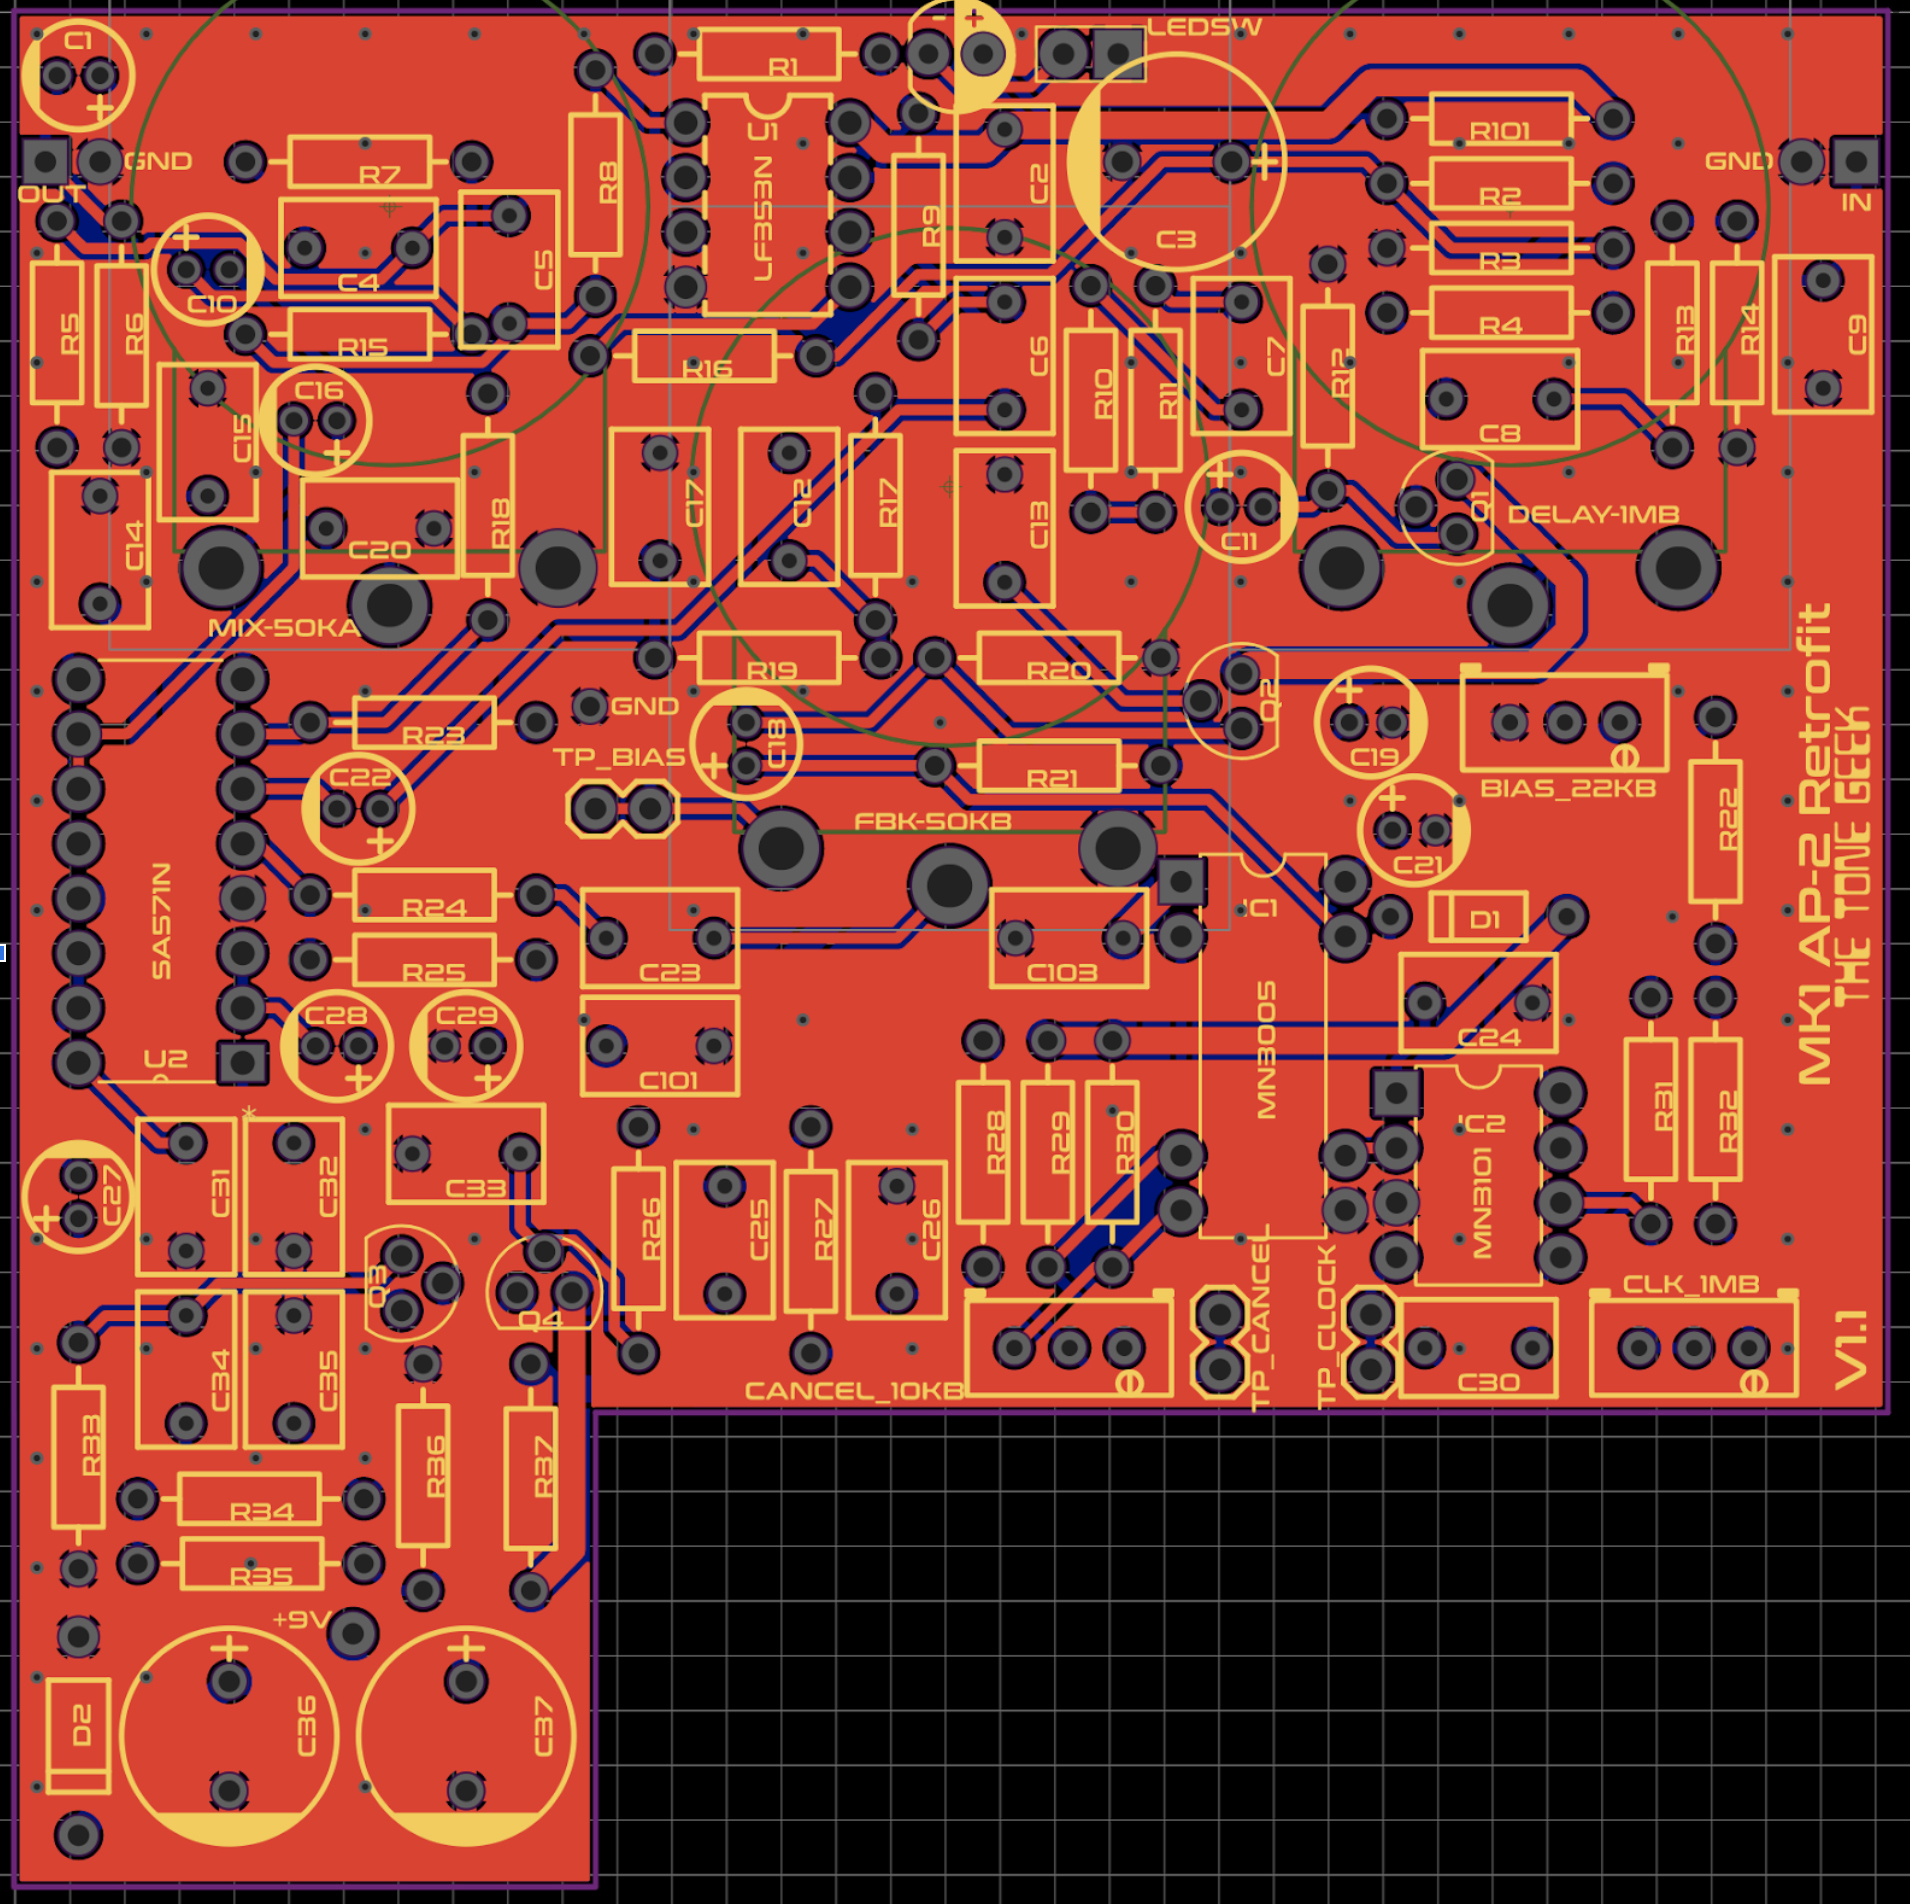 C1
R1
- +
LEDSW
GND
OUT
R7
R8
U1
LF353N
R9
C2
C3
+
R101
R2
R3
R4
GND
IN
R5
R6
C10
C4
C5
R15
R16
C6
R10
R11
C7
R12
C8
R13
R14
C9
C16
C15
C14
C20
R18
C17
C12
R17
C13
C11
Q1
DELAY-1MB
MIX-50KA
R19
R20
Q2
C19
BIAS_22KB
MK1 AP-2 Retrofit
THE TONE GEEK
R23
GND
TP_BIAS
C18
R21
C22
FBK-50KB
C21
R22
SA571N
R24
R25
C23
C103
IC1
MN3005
D1
C24
C28
C29
C101
U2
*
C31
C32
C33
C27
R26
C25
R27
C26
R28
R29
R30
IC2
MN3101
R31
R32
Q3
Q4
C34
C35
CANCEL_10KB
TP_CANCEL
TP_CLOCK
C30
CLK_1MB
V1.1
R33
R36
R37
R34
R35
+9V
D2
C36
C37